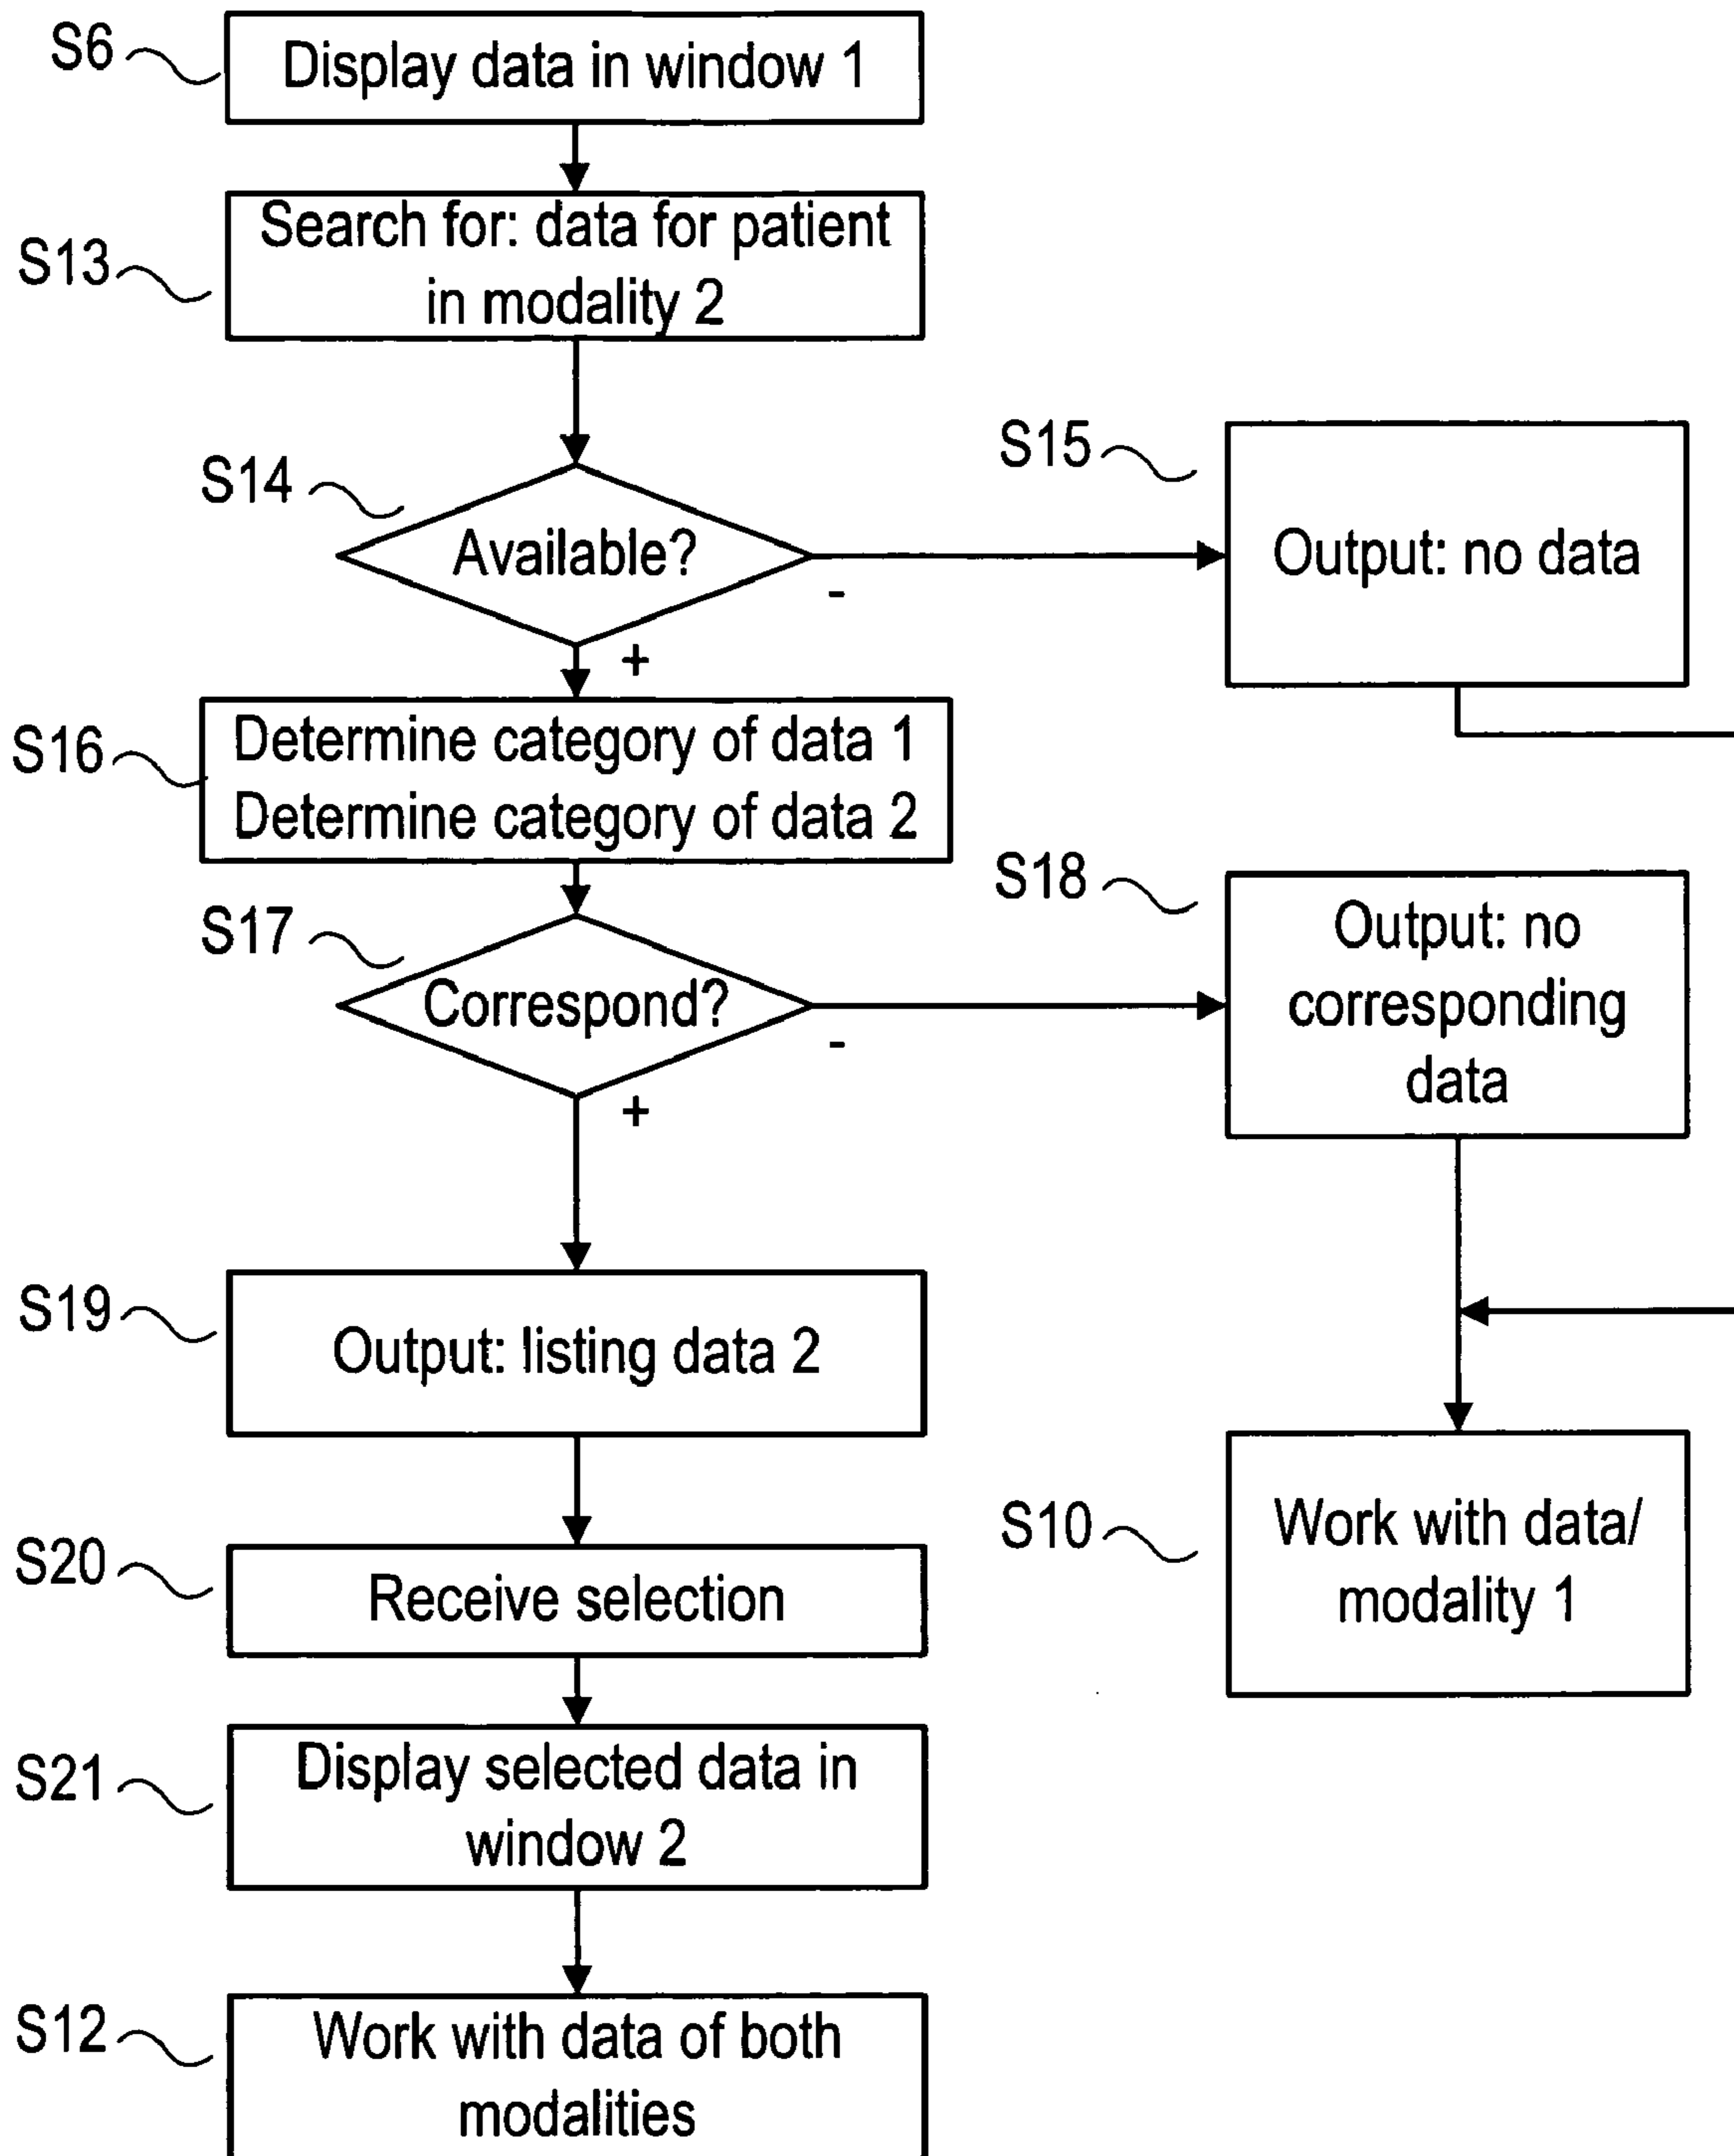 S6
Display data in window 1
S13
Search for: data for patient
in modality 2
S14
Available?
-
+
S15
Output: no data
S16
Determine category of data 1
Determine category of data 2
S17
Correspond?
-
+
S18
Output: no
corresponding
data
S19
Output: listing data 2
S20
Receive selection
S10
Work with data/
modality 1
S21
Display selected data in
window 2
S12
Work with data of both
modalities